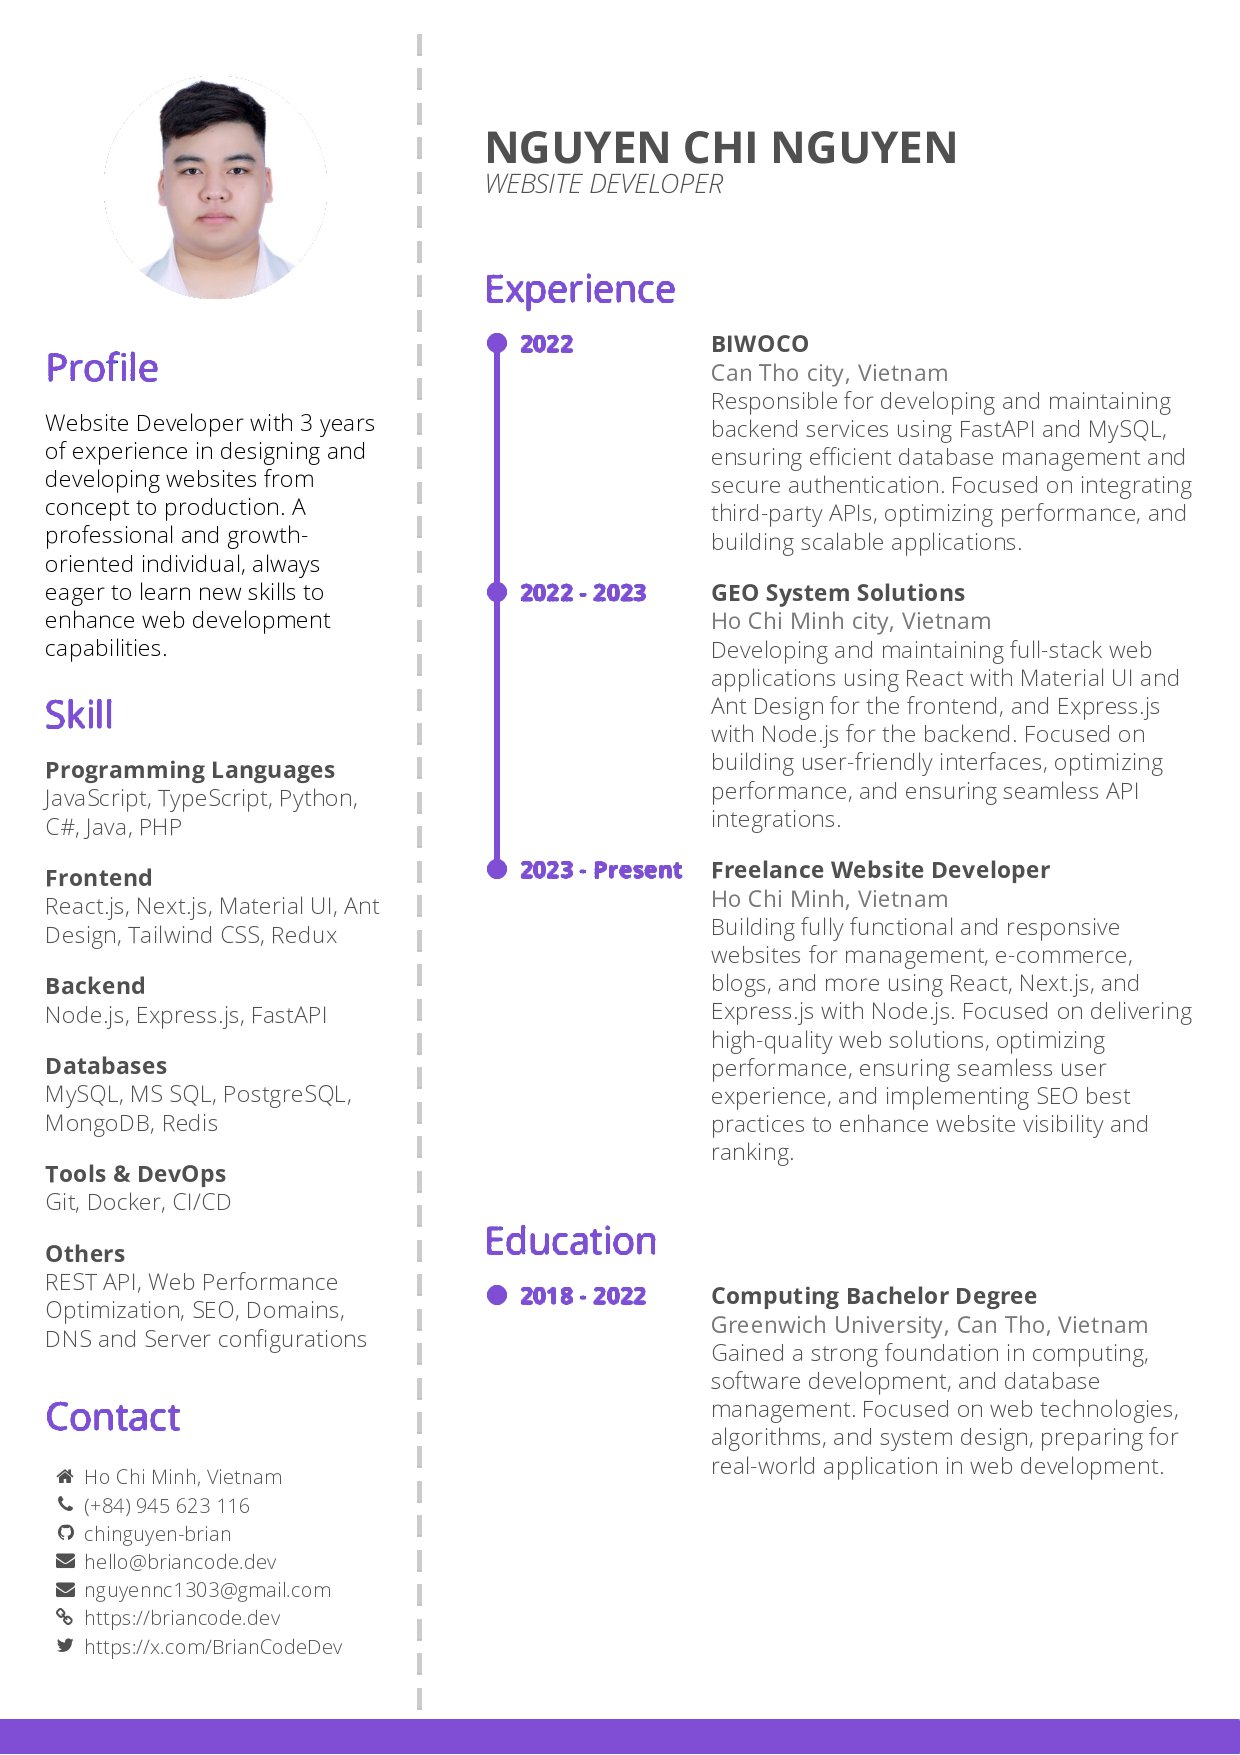 NGUYEN CHI NGUYEN
WEBSITE DEVELOPER
Profile
Website Developer with 3 years
of experience in designing and
developing websites from
concept to production. A
professional and growth-
oriented individual, always
eager to learn new skills to
enhance web development
capabilities.
Skill
Programming Languages
JavaScript, TypeScript, Python,
C#, Java, PHP
Frontend
React.js, Next.js, Material UI, Ant
Design, Tailwind CSS, Redux
Backend
Node.js, Express.js, FastAPI
Databases
MySQL, MS SQL, PostgreSQL,
MongoDB, Redis
Tools & DevOps
Git, Docker, CI/CD
Others
REST API, Web Performance
Optimization, SEO, Domains,
DNS and Server configurations
Contact
Ho Chi Minh, Vietnam
(+84) 945 623 116
chinguyen-brian
hello@briancode.dev
nguyennc1303@gmail.com
https://briancode.dev
https://x.com/BrianCodeDev
Experience
2022
BIWOCO
Can Tho city, Vietnam
Responsible for developing and maintaining
backend services using FastAPI and MySQL,
ensuring efficient database management and
secure authentication. Focused on integrating
third-party APIs, optimizing performance, and
building scalable applications.
2022 - 2023
GEO System Solutions
Ho Chi Minh city, Vietnam
Developing and maintaining full-stack web
applications using React with Material UI and
Ant Design for the frontend, and Express.js
with Node.js for the backend. Focused on
building user-friendly interfaces, optimizing
performance, and ensuring seamless API
integrations.
2023 - Present
Freelance Website Developer
Ho Chi Minh, Vietnam
Building fully functional and responsive
websites for management, e-commerce,
blogs, and more using React, Next.js, and
Express.js with Node.js. Focused on delivering
high-quality web solutions, optimizing
performance, ensuring seamless user
experience, and implementing SEO best
practices to enhance website visibility and
ranking.
Education
2018 - 2022
Computing Bachelor Degree
Greenwich University, Can Tho, Vietnam
Gained a strong foundation in computing,
software development, and database
management. Focused on web technologies,
algorithms, and system design, preparing for
real-world application in web development.